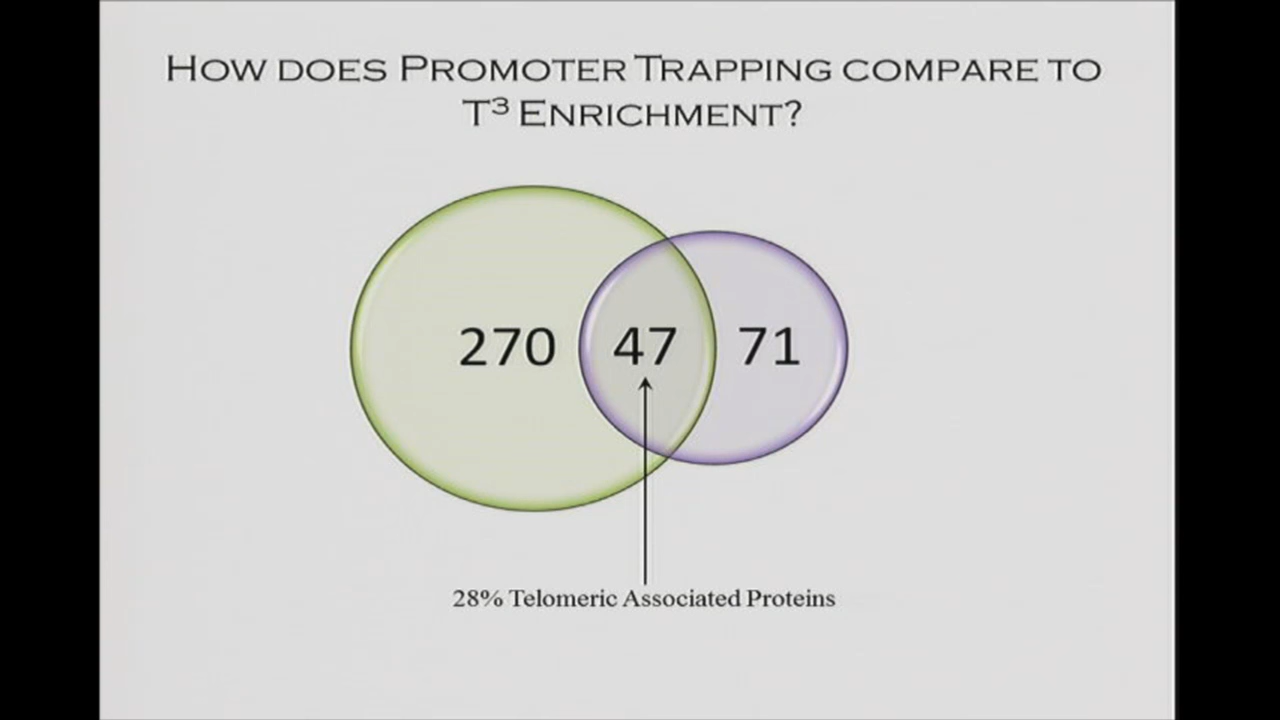 How does Promoter Trapping compare to
T³ Enrichment?
270 47 71
28% Telomeric Associated Proteins